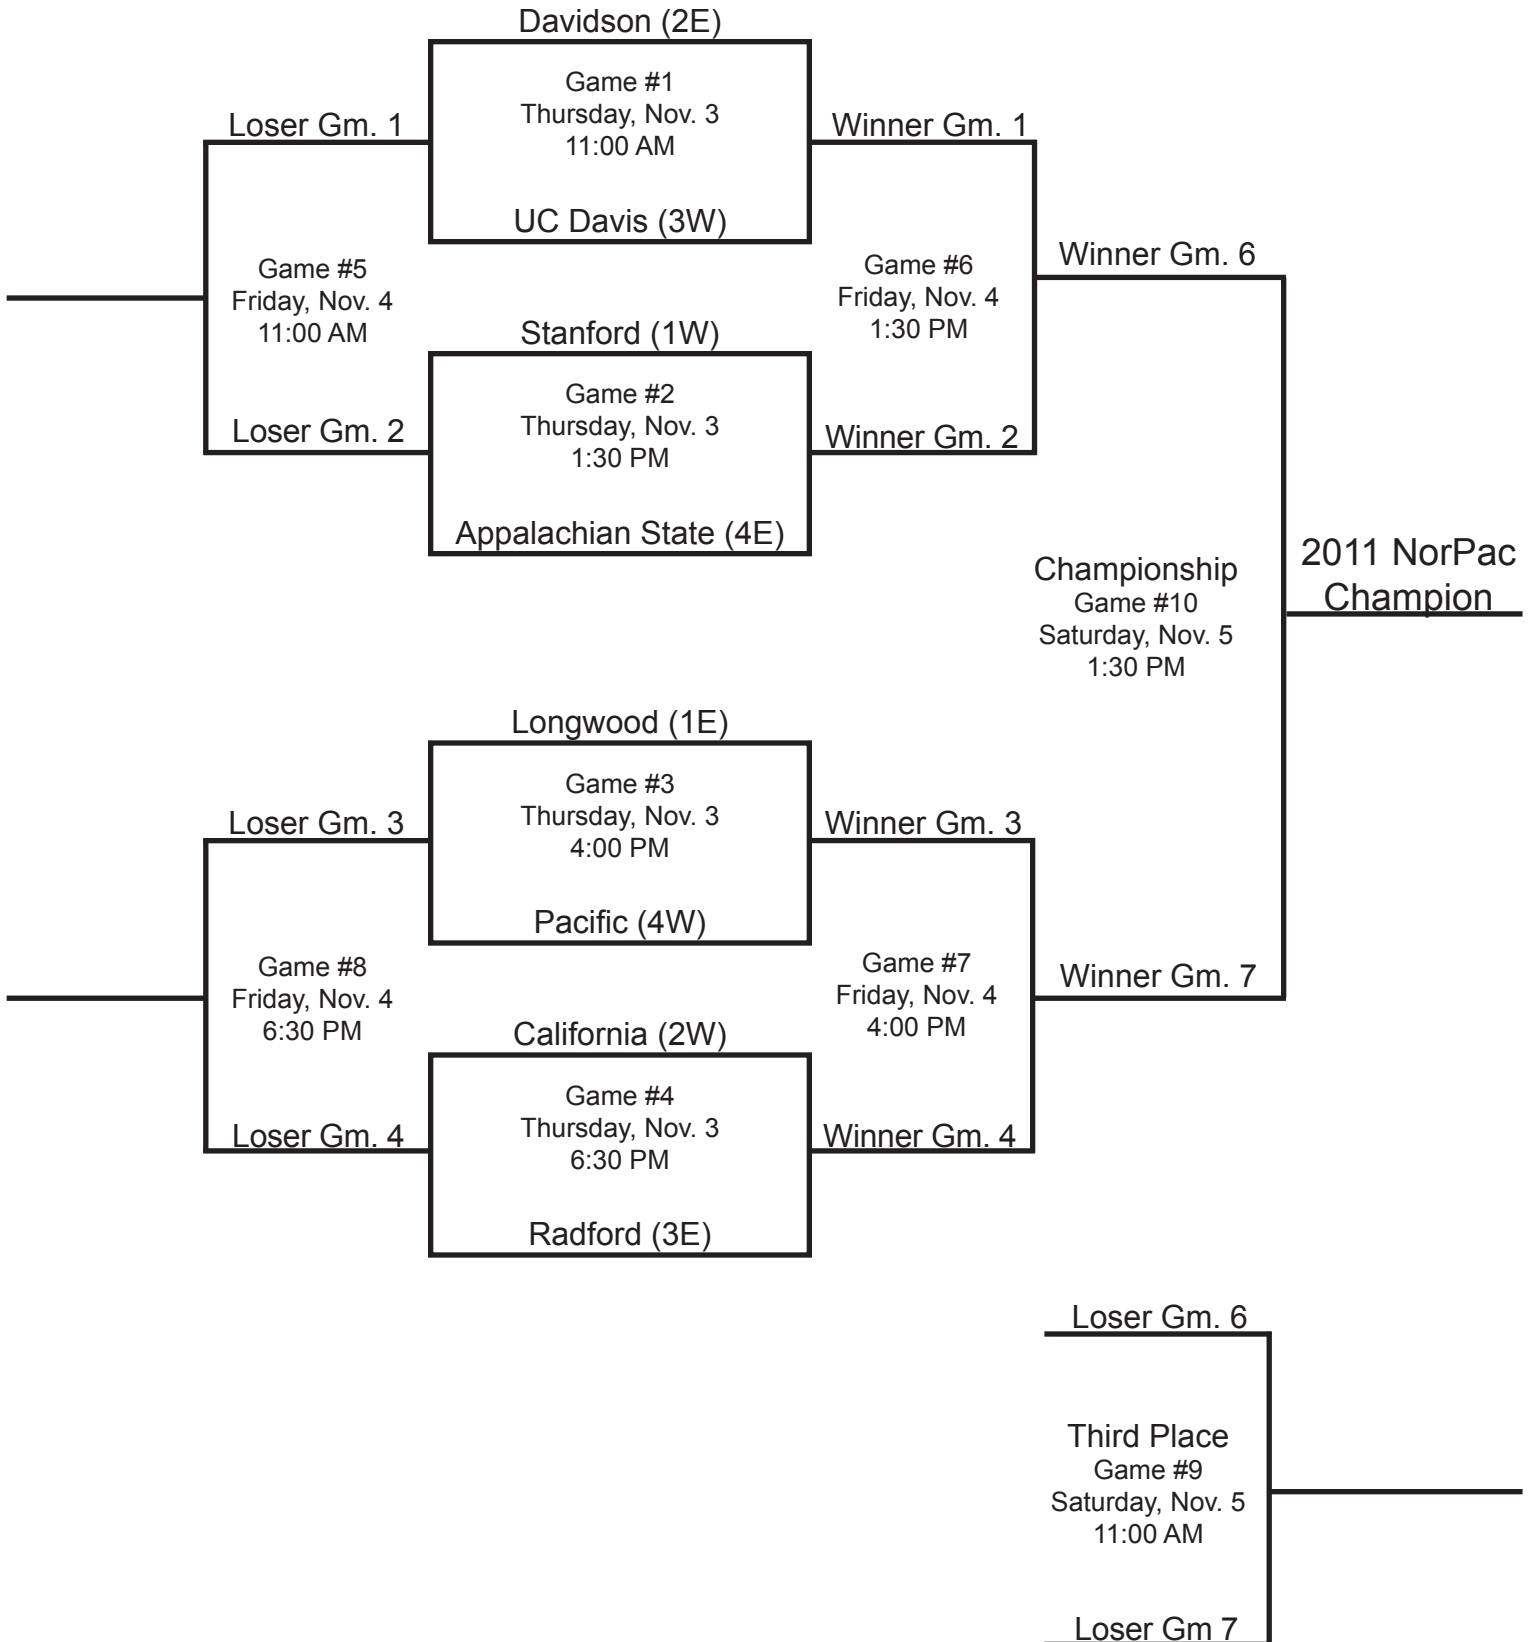 Davidson (2E)
Game #1
Thursday, Nov. 3
11:00 AM
Loser Gm. 1
Winner Gm. 1
UC Davis (3W)
Game #5
Friday, Nov. 4
11:00 AM
Game #6
Friday, Nov. 4
1:30 PM
Winner Gm. 6
Stanford (1W)
Game #2
Thursday, Nov. 3
1:30 PM
Loser Gm. 2
Winner Gm. 2
Appalachian State (4E)
Championship
Game #10
Saturday, Nov. 5
1:30 PM
2011 NorPac
Champion
Longwood (1E)
Game #3
Thursday, Nov. 3
4:00 PM
Loser Gm. 3
Winner Gm. 3
Pacific (4W)
Game #8
Friday, Nov. 4
6:30 PM
Game #7
Friday, Nov. 4
4:00 PM
Winner Gm. 7
California (2W)
Game #4
Thursday, Nov. 3
6:30 PM
Loser Gm. 4
Winner Gm. 4
Radford (3E)
Loser Gm. 6
Third Place
Game #9
Saturday, Nov. 5
11:00 AM
Loser Gm 7